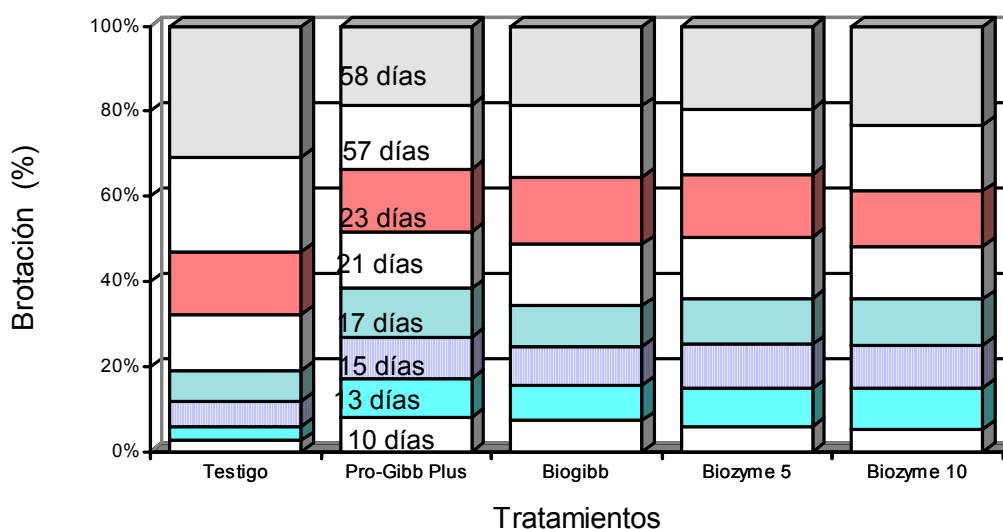 100%
80%
60%
40%
20%
0%
Brotación (%)
58 días
57 días
23 días
21 días
17 días
15 días
13 días
10 días
Testigo
Pro-Gibb Plus
Biogibb
Biozyme 5
Biozyme 10
Tratamientos